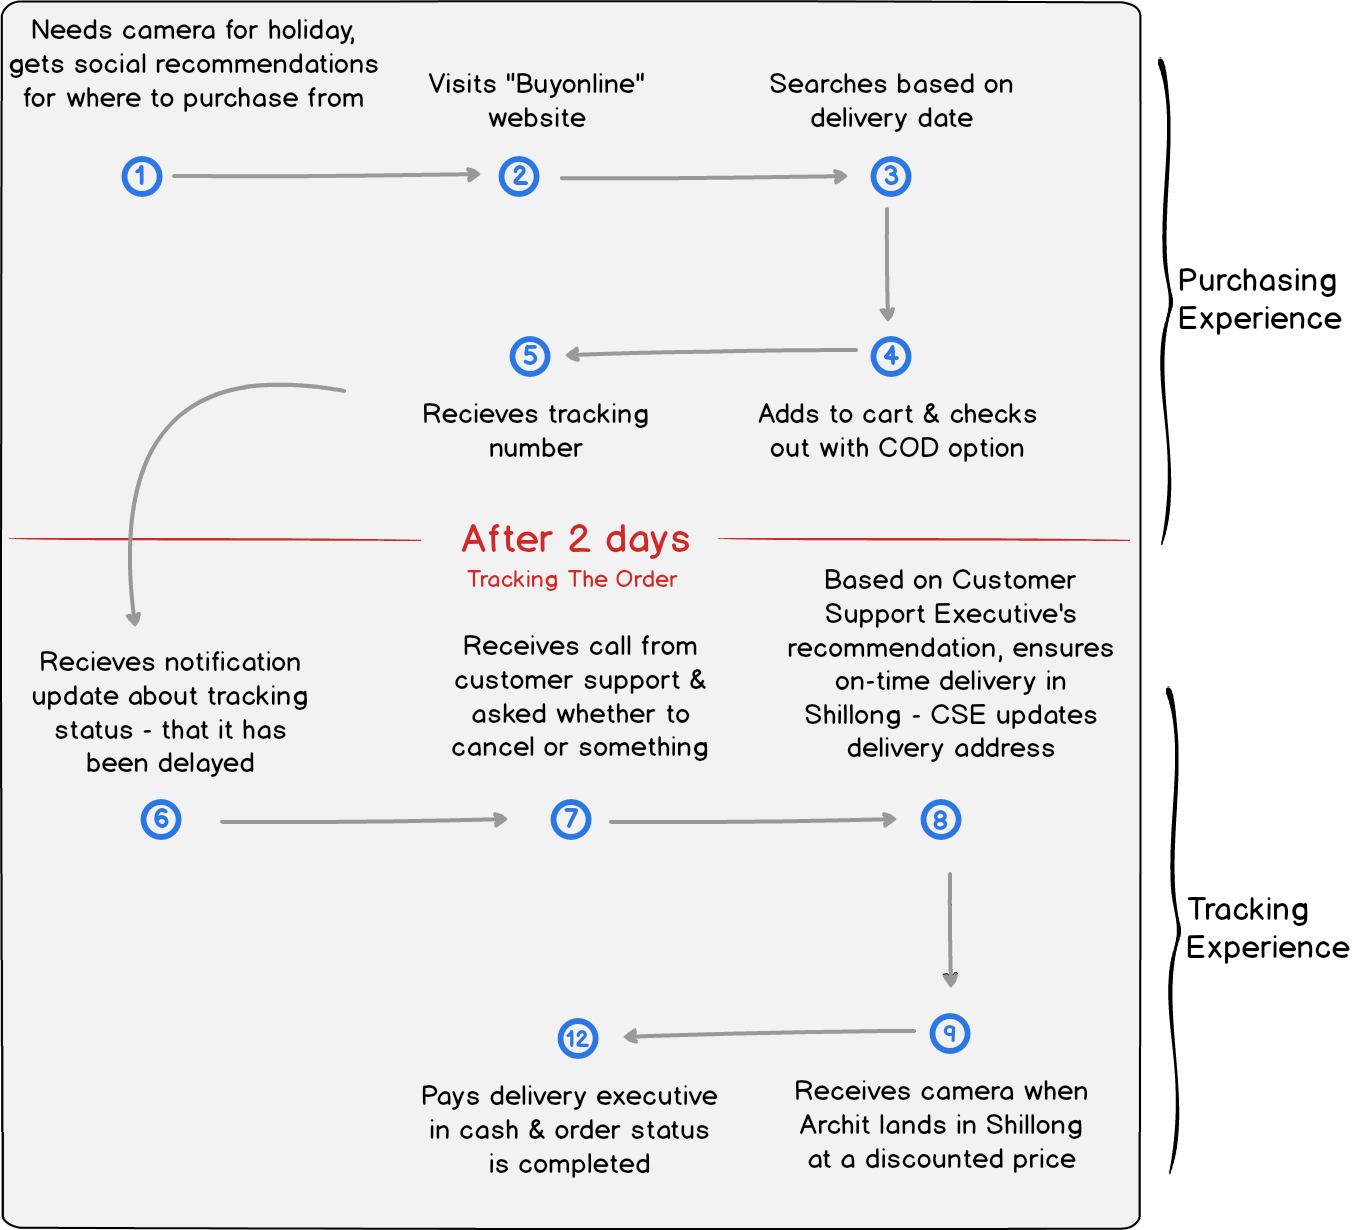 Needs camera for holiday,
gets social recommendations
for where to purchase from
Visits "Buyonline"
website
Searches based on
delivery date
1
2
3
Purchasing
Experience
5
4
Recieves tracking
number
Adds to cart & checks
out with COD option
After 2 days
Tracking The Order
Recieves notification
update about tracking
status - that it has
been delayed
Receives call from
customer support &
asked whether to
cancel or something
Based on Customer
Support Executive's
recommendation, ensures
on-time delivery in
Shillong - CSE updates
delivery address
6
7
8
Tracking
Experience
12
9
Pays delivery executive
in cash & order status
is completed
Receives camera when
Archit lands in Shillong
at a discounted price